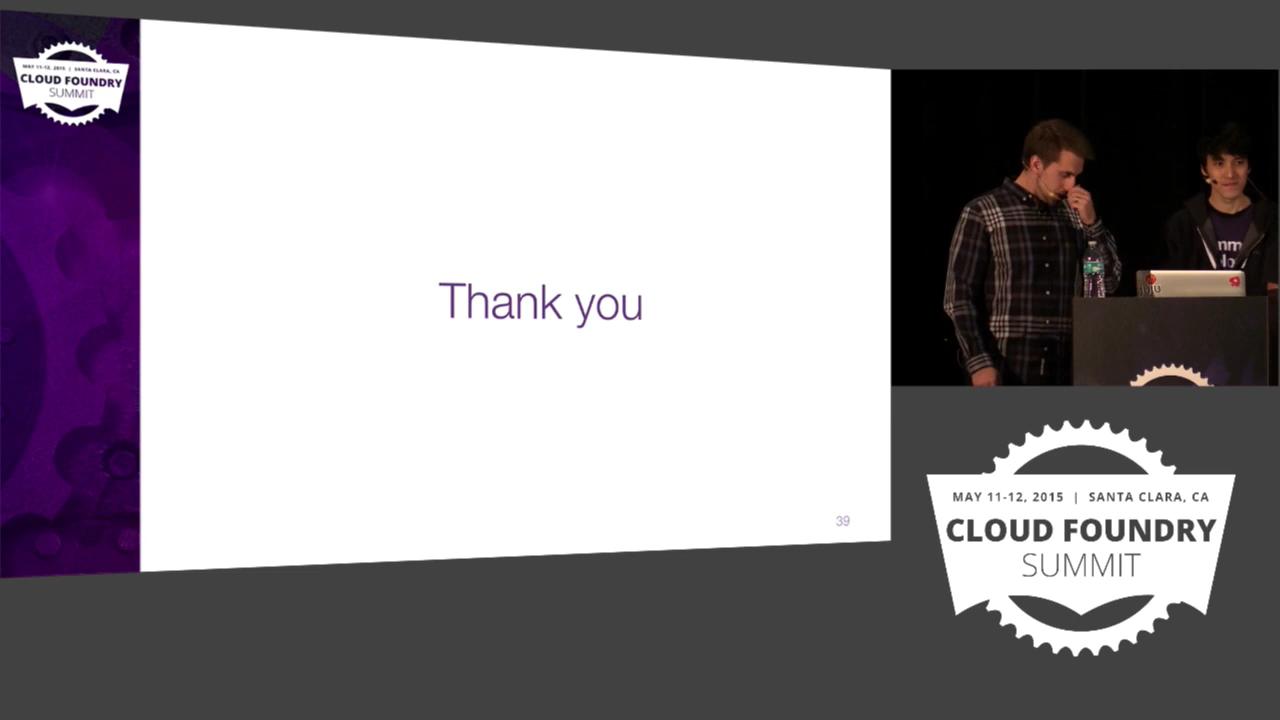 MAY 11-12, 2015 | SANTA CLARA, CA
CLOUD FOUNDRY
SUMMIT
Thank you
39
MAY 11-12, 2015 | SANTA CLARA, CA
CLOUD FOUNDRY
SUMMIT